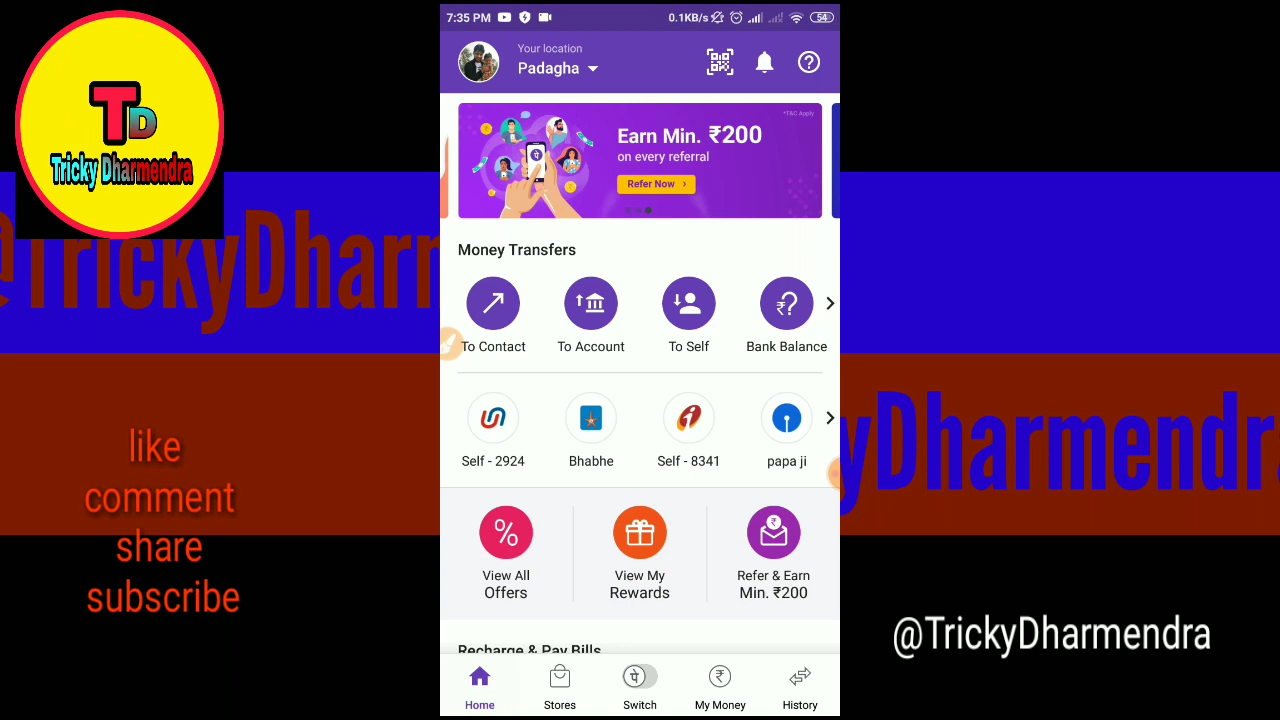 TD
Tricky Dharmendra
@TrickyDharm
like
comment
share
subscribe
7:35 PM
0.1KB/s
54
Your location
Padagha
*T&C Apply
Earn Min. ₹200
on every referral
Refer Now ›
Money Transfers
To Contact
To Account
To Self
Bank Balance
Self - 2924
Bhabhe
Self - 8341
papa ji
View All
Offers
View My
Rewards
Refer & Earn
Min. ₹200
Recharge & Pay Bills
Home
Stores
Switch
My Money
History
yDharmendra
@TrickyDharmendra